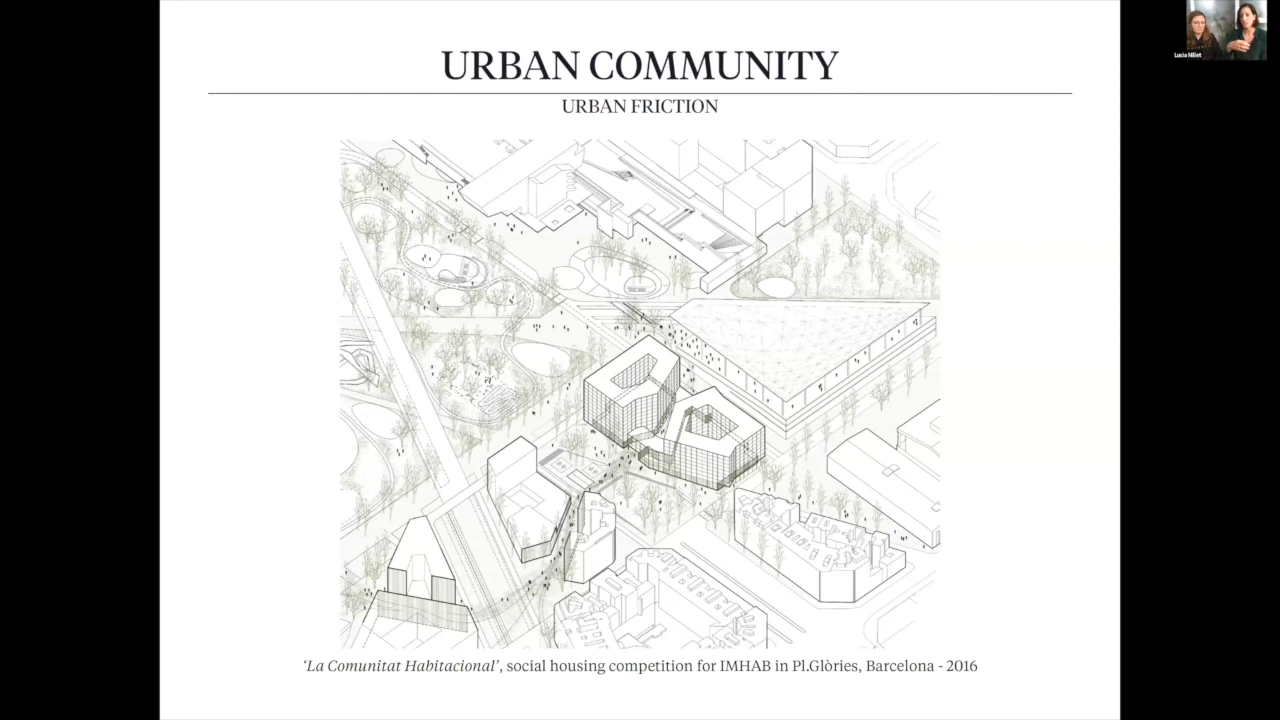 URBAN COMMUNITY
URBAN FRICTION
‘La Comunitat Habitacional’, social housing competition for IMHAB in Pl.Glòries, Barcelona - 2016
Lucia Millet